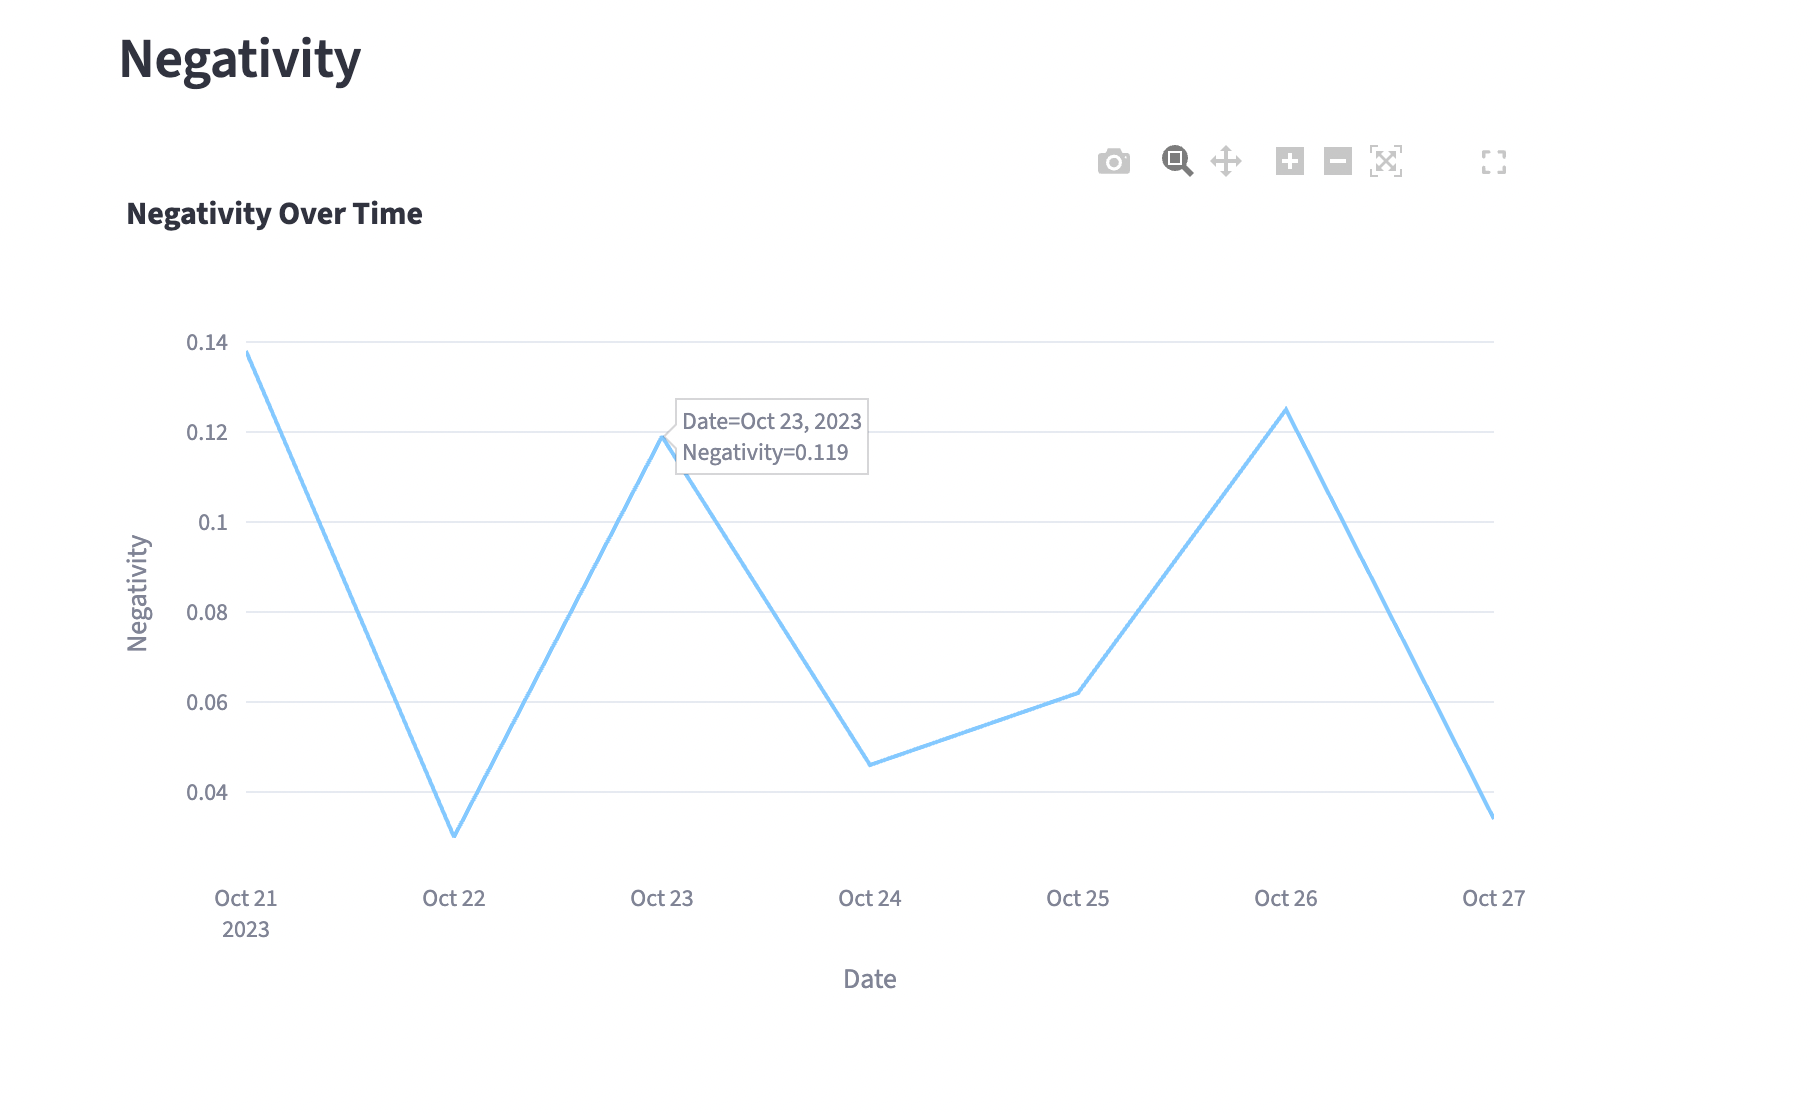 Negativity
Negativity Over Time
0.14
Date=Oct 23, 2023
0.12
Negativity=0.119
0.1
0.08
0.06
0.04
Negativity
Oct 21 Oct 22 Oct 23 Oct 24 Oct 25 Oct 26 Oct 27
2023
Date